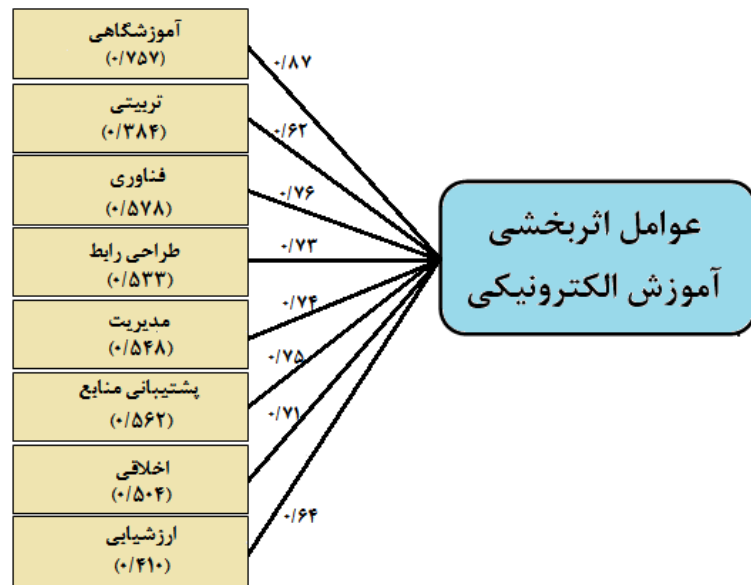 آموزشگاهی
(۰/۷۵۷)
۰/۸۷
تربیتی
(۰/۳۸۴)
۰/۶۲
فناوری
(۰/۵۷۸)
۰/۷۶
طراحی رابط
(۰/۵۳۳)
۰/۷۳
مدیریت
(۰/۵۴۸)
۰/۷۴
پشتیبانی منابع
(۰/۵۶۲)
۰/۷۵
اخلاقی
(۰/۵۰۴)
۰/۷۱
ارزشیابی
(۰/۴۱۰)
۰/۶۴
عوامل اثربخشی
آموزش الکترونیکی